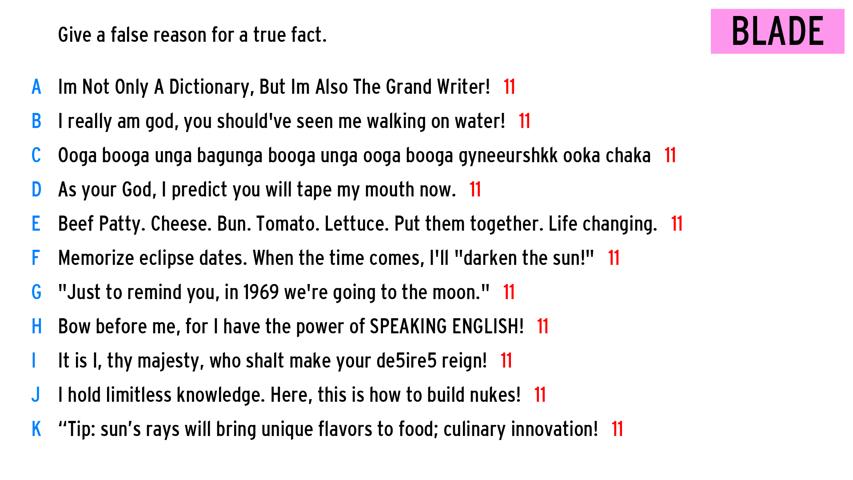 Give a false reason for a true fact.
BLADE
A Im Not Only A Dictionary, But Im Also The Grand Writer! 11
B I really am god, you should've seen me walking on water! 11
C Ooga booga unga bagunga booga unga ooga booga gyneeurshkk ooka chaka 11
D As your God, I predict you will tape my mouth now. 11
E Beef Patty. Cheese. Bun. Tomato. Lettuce. Put them together. Life changing. 11
F Memorize eclipse dates. When the time comes, I'll "darken the sun!" 11
G "Just to remind you, in 1969 we're going to the moon." 11
H Bow before me, for I have the power of SPEAKING ENGLISH! 11
I It is I, thy majesty, who shalt make your de5ire5 reign! 11
J I hold limitless knowledge. Here, this is how to build nukes! 11
K “Tip: sun’s rays will bring unique flavors to food; culinary innovation! 11